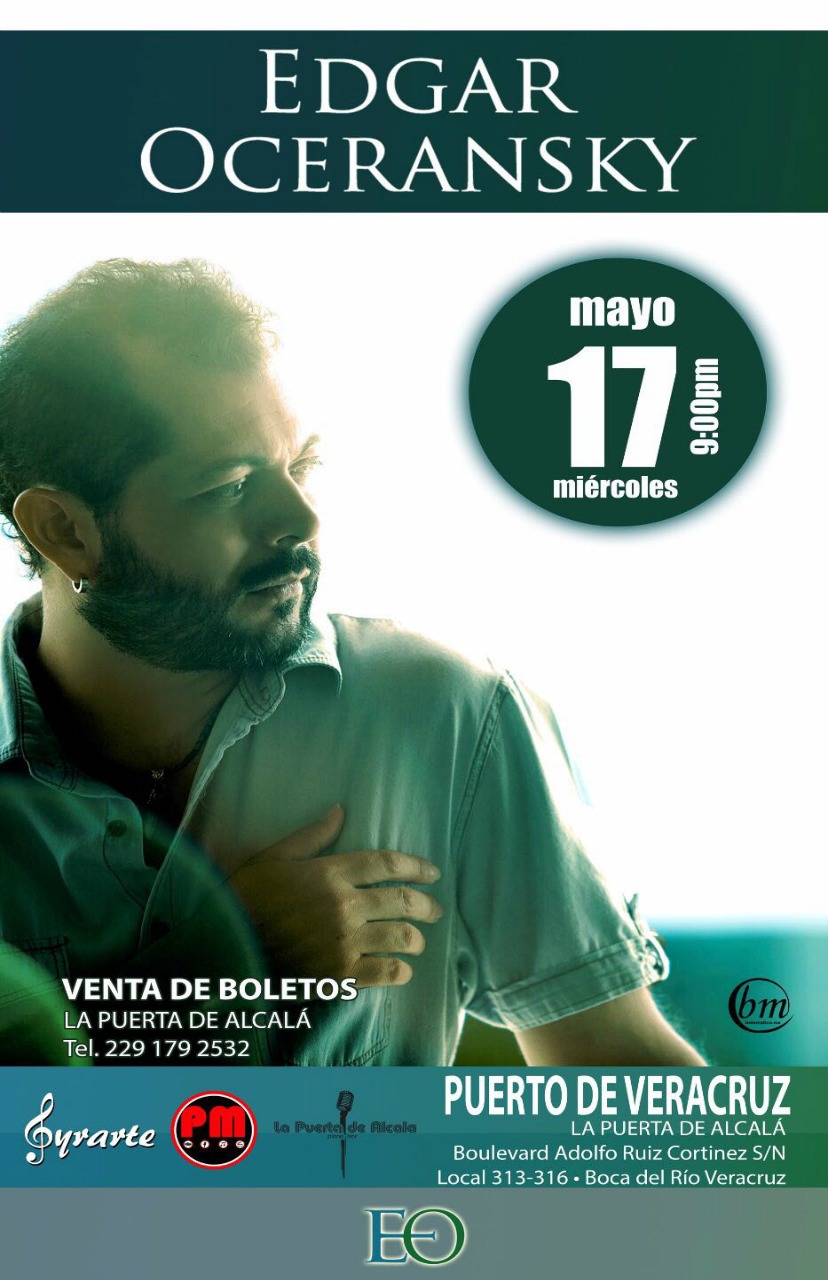 EDGAR
OCERANSKY
mayo
17
9:00pm
miércoles
VENTA DE BOLETOS
LA PUERTA DE ALCALÁ
Tel. 229 179 2532
bm
Gyrarte
PM
La Puerta de Alcala
PUERTO DE VERACRUZ
LA PUERTA DE ALCALÁ
Boulevard Adolfo Ruiz Cortinez S/N
Local 313-316 • Boca del Río Veracruz
EO